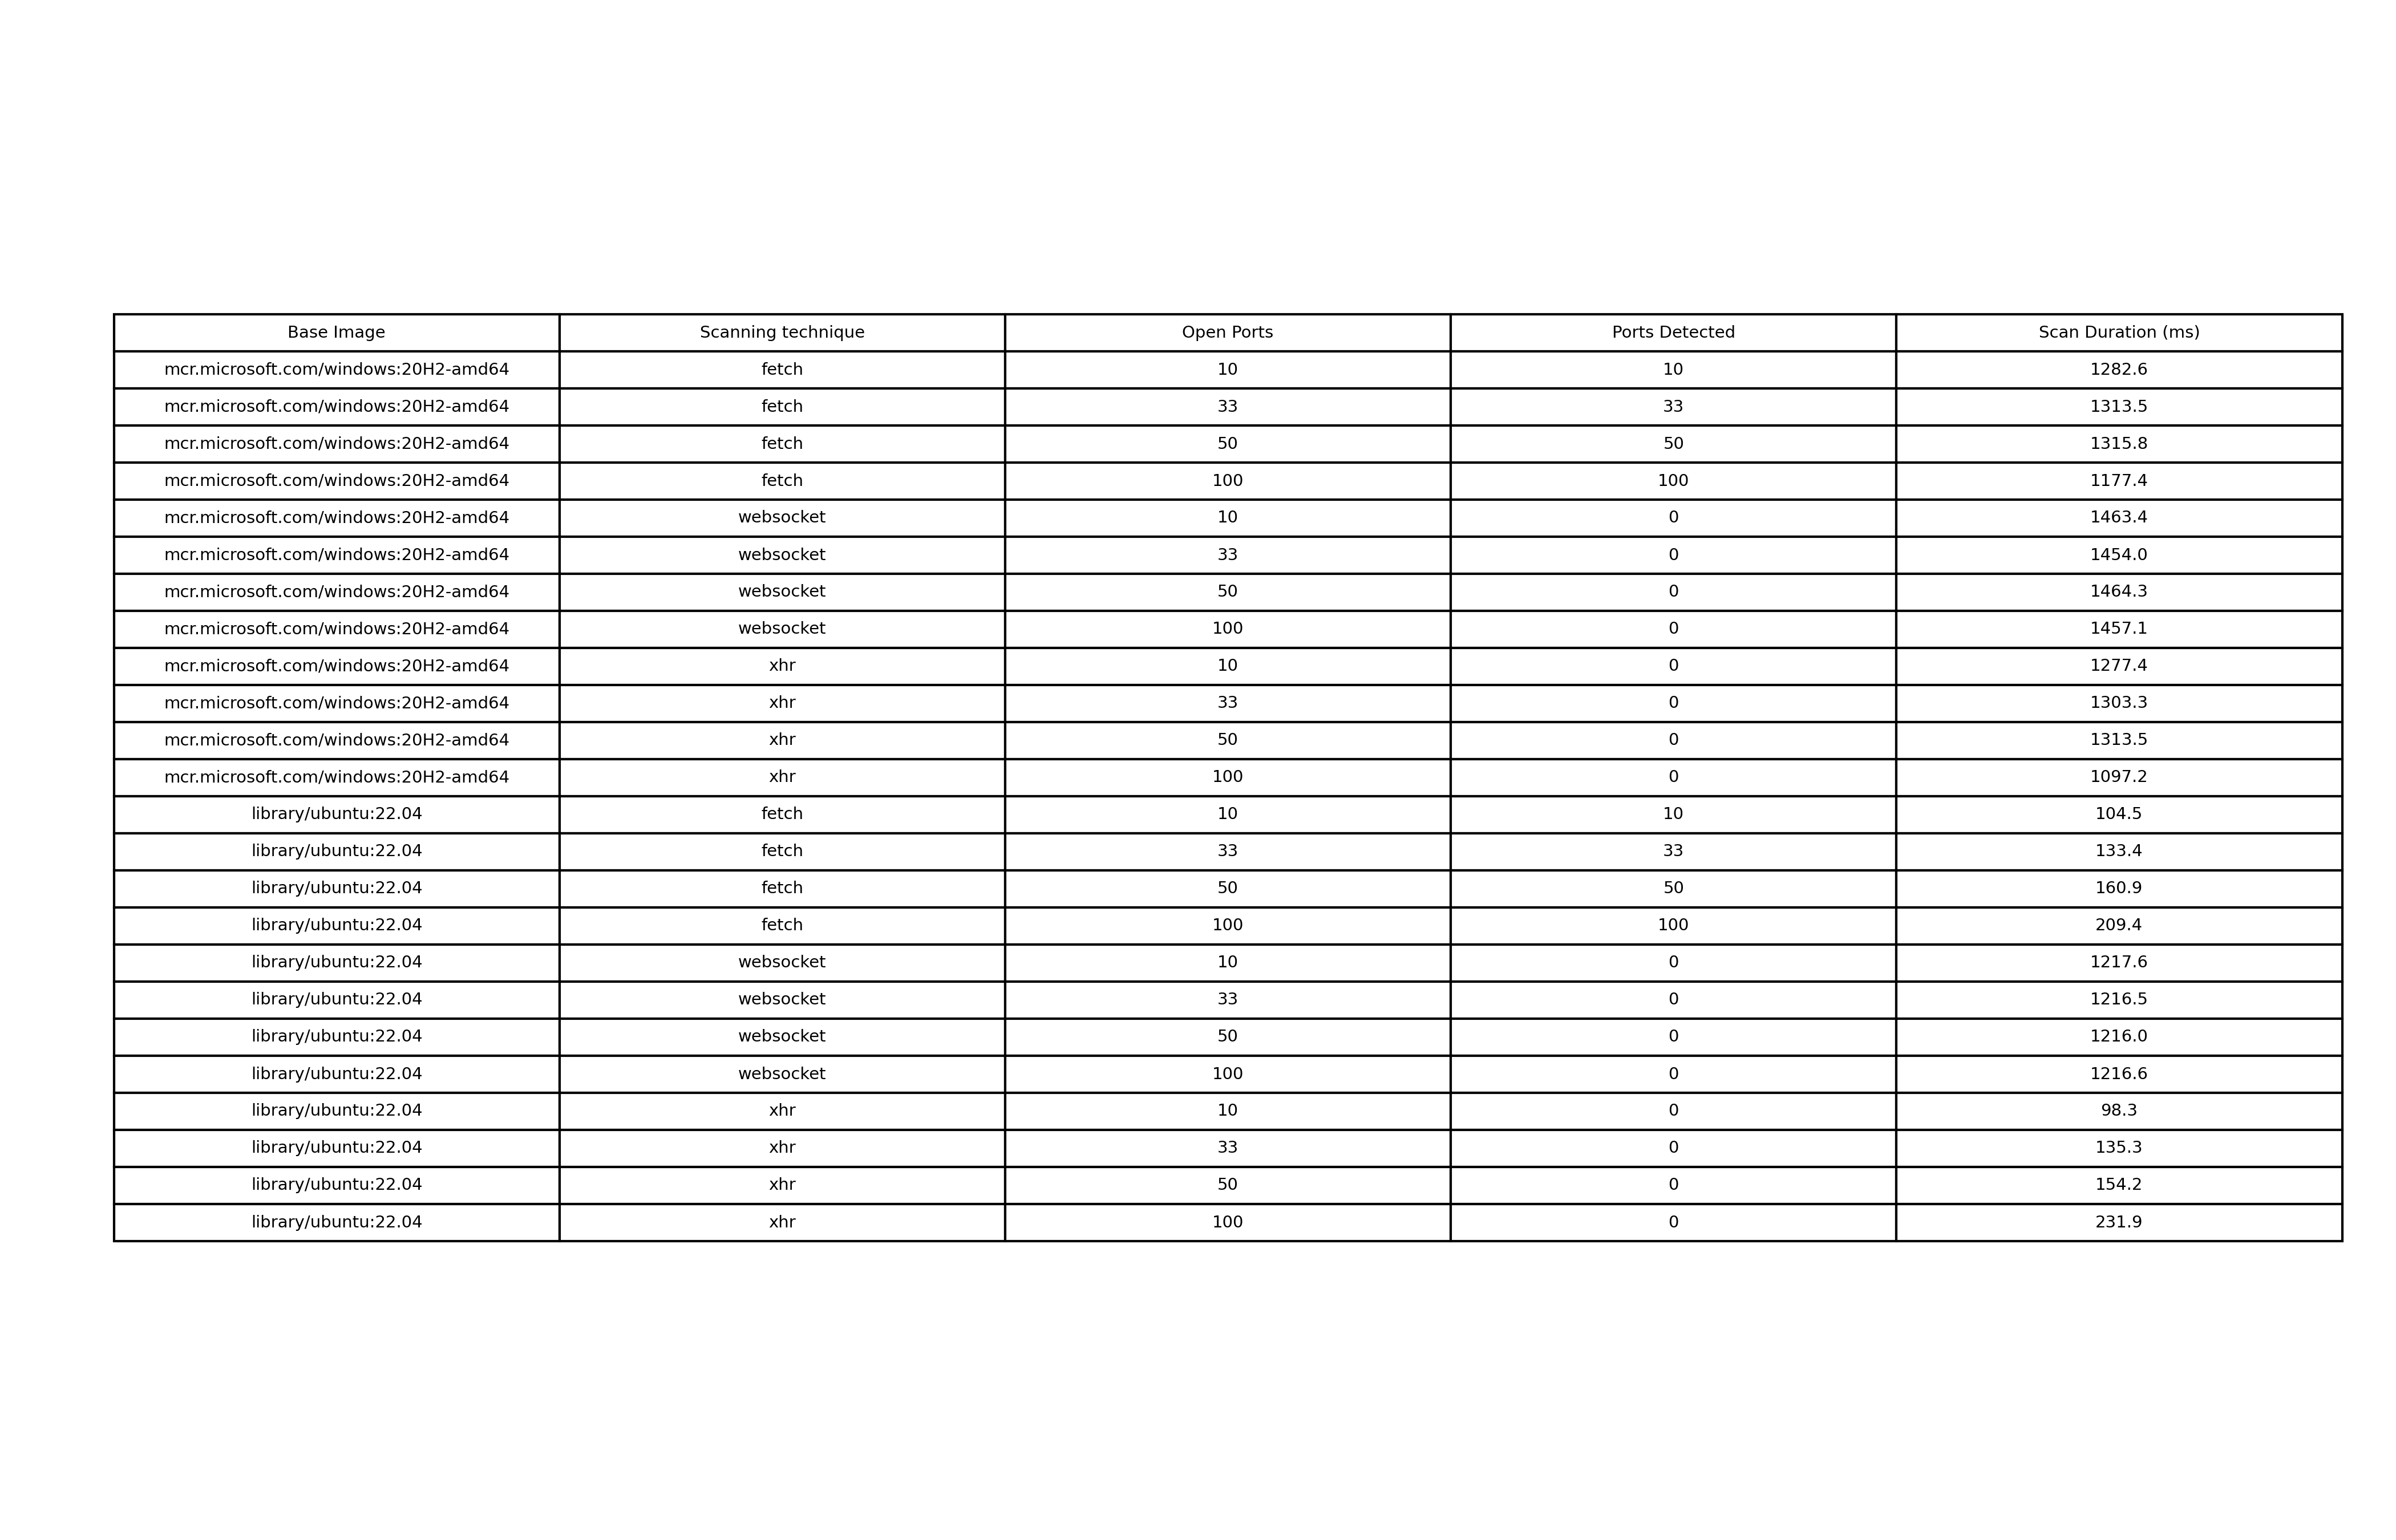 Base Image Scanning technique Open Ports Ports Detected Scan Duration (ms)
mcr.microsoft.com/windows:20H2-amd64 fetch 10 10 1282.6
mcr.microsoft.com/windows:20H2-amd64 fetch 33 33 1313.5
mcr.microsoft.com/windows:20H2-amd64 fetch 50 50 1315.8
mcr.microsoft.com/windows:20H2-amd64 fetch 100 100 1177.4
mcr.microsoft.com/windows:20H2-amd64 websocket 10 0 1463.4
mcr.microsoft.com/windows:20H2-amd64 websocket 33 0 1454.0
mcr.microsoft.com/windows:20H2-amd64 websocket 50 0 1464.3
mcr.microsoft.com/windows:20H2-amd64 websocket 100 0 1457.1
mcr.microsoft.com/windows:20H2-amd64 xhr 10 0 1277.4
mcr.microsoft.com/windows:20H2-amd64 xhr 33 0 1303.3
mcr.microsoft.com/windows:20H2-amd64 xhr 50 0 1313.5
mcr.microsoft.com/windows:20H2-amd64 xhr 100 0 1097.2
library/ubuntu:22.04 fetch 10 10 104.5
library/ubuntu:22.04 fetch 33 33 133.4
library/ubuntu:22.04 fetch 50 50 160.9
library/ubuntu:22.04 fetch 100 100 209.4
library/ubuntu:22.04 websocket 10 0 1217.6
library/ubuntu:22.04 websocket 33 0 1216.5
library/ubuntu:22.04 websocket 50 0 1216.0
library/ubuntu:22.04 websocket 100 0 1216.6
library/ubuntu:22.04 xhr 10 0 98.3
library/ubuntu:22.04 xhr 33 0 135.3
library/ubuntu:22.04 xhr 50 0 154.2
library/ubuntu:22.04 xhr 100 0 231.9